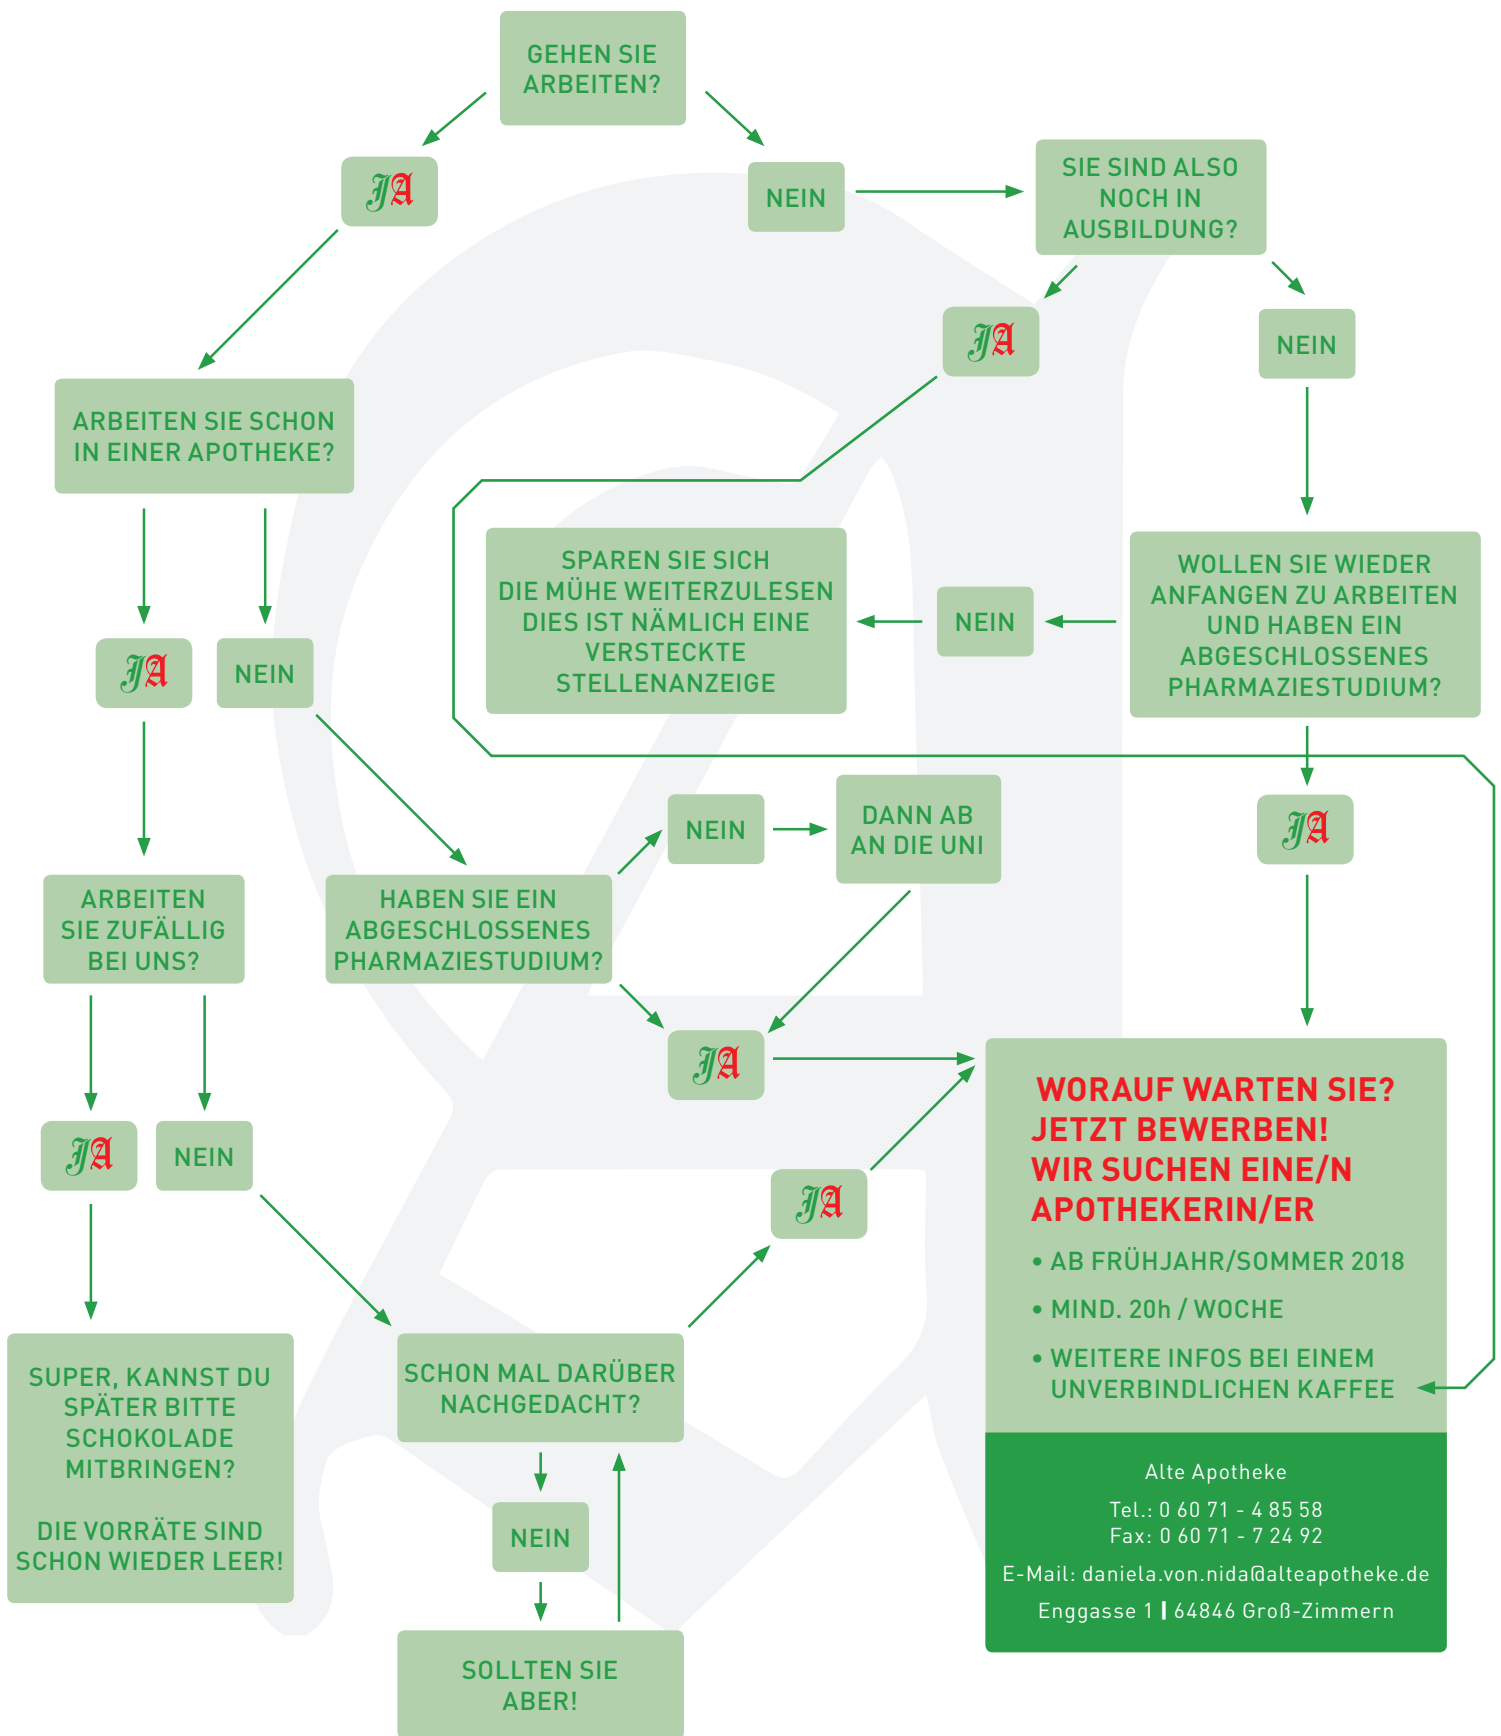 GEHEN SIE
ARBEITEN?
JA
NEIN
SIE SIND ALSO
NOCH IN
AUSBILDUNG?
JA
NEIN
ARBEITEN SIE SCHON
IN EINER APOTHEKE?
SPAREN SIE SICH
DIE MÜHE WEITERZULESEN
DIES IST NÄMLICH EINE
VERSTECKTE
STELLENANZEIGE
NEIN
WOLLEN SIE WIEDER
ANFANGEN ZU ARBEITEN
UND HABEN EIN
ABGESCHLOSSENES
PHARMAZIESTUDIUM?
JA
NEIN
NEIN
DANN AB
AN DIE UNI
JA
ARBEITEN
SIE ZUFÄLLIG
BEI UNS?
HABEN SIE EIN
ABGESCHLOSSENES
PHARMAZIESTUDIUM?
JA
JA
NEIN
JA
WORAUF WARTEN SIE?
JETZT BEWERBEN!
WIR SUCHEN EINE/N
APOTHEKERIN/ER
• AB FRÜHJAHR/SOMMER 2018
• MIND. 20h / WOCHE
• WEITERE INFOS BEI EINEM
UNVERBINDLICHEN KAFFEE
SUPER, KANNST DU
SPÄTER BITTE
SCHOKOLADE
MITBRINGEN?
DIE VORRÄTE SIND
SCHON WIEDER LEER!
SCHON MAL DARÜBER
NACHGEDACHT?
NEIN
SOLLTEN SIE
ABER!
Alte Apotheke
Tel.: 0 60 71 - 4 85 58
Fax: 0 60 71 - 7 24 92
E-Mail: daniela.von.nida@alteapotheke.de
Enggasse 1 | 64846 Groß-Zimmern